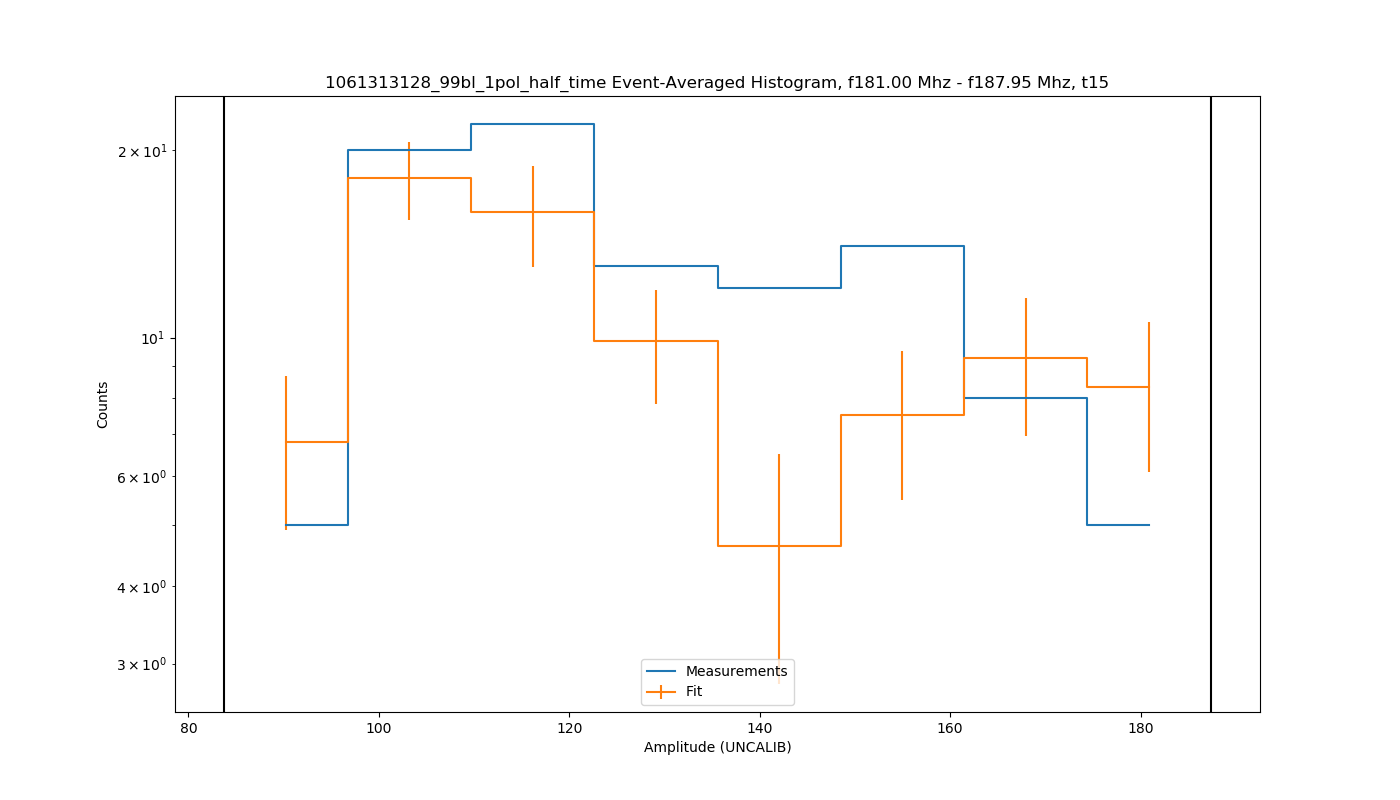 1061313128_99bl_1pol_half_time Event-Averaged Histogram, f181.00 Mhz - f187.95 Mhz, t15
2 × 10¹
10¹
6 × 10⁰
4 × 10⁰
3 × 10⁰
Counts
Measurements
Fit
80 100 120 140 160 180
Amplitude (UNCALIB)